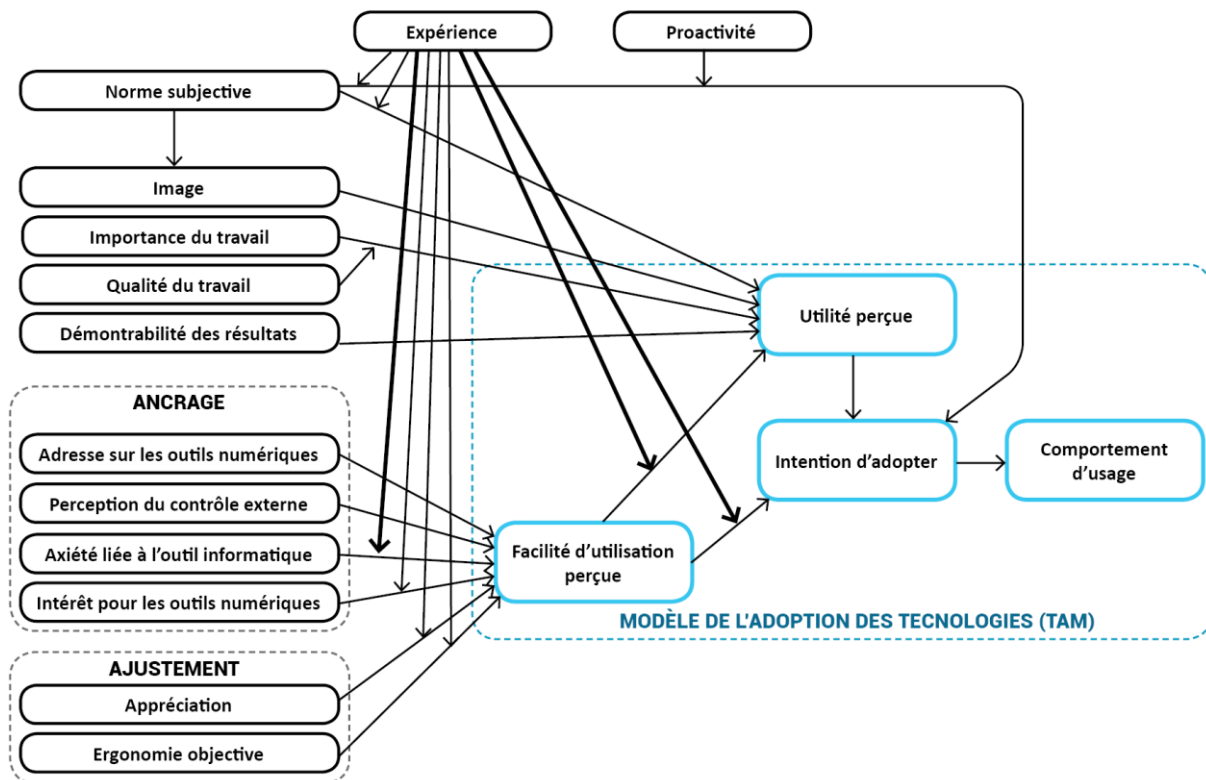 Expérience
Proactivité
Norme subjective
Image
Importance du travail
Qualité du travail
Démontrabilité des résultats
Utilité perçue
ANCRAGE
Adresse sur les outils numériques
Perception du contrôle externe
Axiété liée à l'outil informatique
Intérêt pour les outils numériques
Intention d'adopter
Comportement
d'usage
Facilité d'utilisation
perçue
MODÈLE DE L'ADOPTION DES TECNOLOGIES (TAM)
AJUSTEMENT
Appréciation
Ergonomie objective